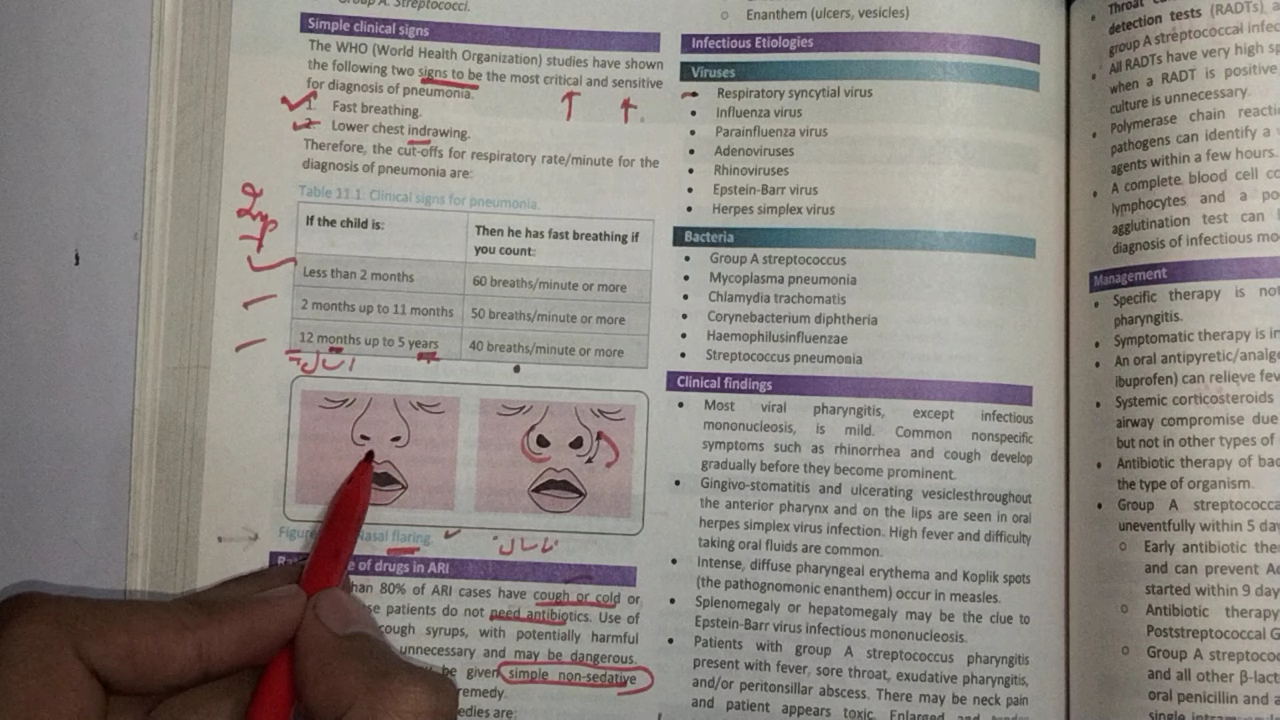 Group A. Streptococci.
Simple clinical signs
The WHO (World Health Organization) studies have shown
the following two signs to be the most critical and sensitive
for diagnosis of pneumonia.
1. Fast breathing.
2. Lower chest indrawing.
Therefore, the cut-offs for respiratory rate/minute for the
diagnosis of pneumonia are:
Table 11.1: Clinical signs for pneumonia.
If the child is:
Then he has fast breathing if
you count:
Less than 2 months
60 breaths/minute or more
2 months up to 11 months
50 breaths/minute or more
12 months up to 5 years
40 breaths/minute or more
Nasal flaring.
e of drugs in ARI
han 80% of ARI cases have cough or cold or
se patients do not need antibiotics. Use of
cough syrups, with potentially harmful
unnecessary and may be dangerous.
be given simple non-sedative
remedy.
edies are:
○ Enanthem (ulcers, vesicles)
Infectious Etiologies
Viruses
Respiratory syncytial virus
• Influenza virus
• Parainfluenza virus
• Adenoviruses
• Rhinoviruses
• Epstein-Barr virus
• Herpes simplex virus
Bacteria
• Group A streptococcus
• Mycoplasma pneumonia
• Chlamydia trachomatis
• Corynebacterium diphtheria
• Haemophilusinfluenzae
• Streptococcus pneumonia
Clinical findings
• Most viral pharyngitis, except infectious
mononucleosis, is mild. Common nonspecific
symptoms such as rhinorrhea and cough develop
gradually before they become prominent.
• Gingivo-stomatitis and ulcerating vesiclesthroughout
the anterior pharynx and on the lips are seen in oral
herpes simplex virus infection. High fever and difficulty
taking oral fluids are common.
• Intense, diffuse pharyngeal erythema and Koplik spots
(the pathognomonic enanthem) occur in measles.
• Splenomegaly or hepatomegaly may be the clue to
Epstein-Barr virus infectious mononucleosis.
• Patients with group A streptococcus pharyngitis
present with fever, sore throat, exudative pharyngitis,
and/or peritonsillar abscess. There may be neck pain
and patient appears toxic. Enlarged and
• Throat
detection tests (RADTs)
group A streptococcal infec
• All RADTs have very high sp
when a RADT is positive
culture is unnecessary.
• Polymerase chain reacti
pathogens can identify a
agents within a few hours.
• A complete blood cell co
lymphocytes and a po
agglutination test can
diagnosis of infectious mo
Management
• Specific therapy is not
pharyngitis.
• Symptomatic therapy is in
• An oral antipyretic/analge
ibuprofen) can relieve fev
• Systemic corticosteroids
airway compromise due
but not in other types of
• Antibiotic therapy of bac
the type of organism.
• Group A streptococca
uneventfully within 5 da
○ Early antibiotic the
and can prevent Ac
started within 9 day
○ Antibiotic therapy
Poststreptococcal G
○ Group A streptoco
and all other β-lact
oral penicillin and